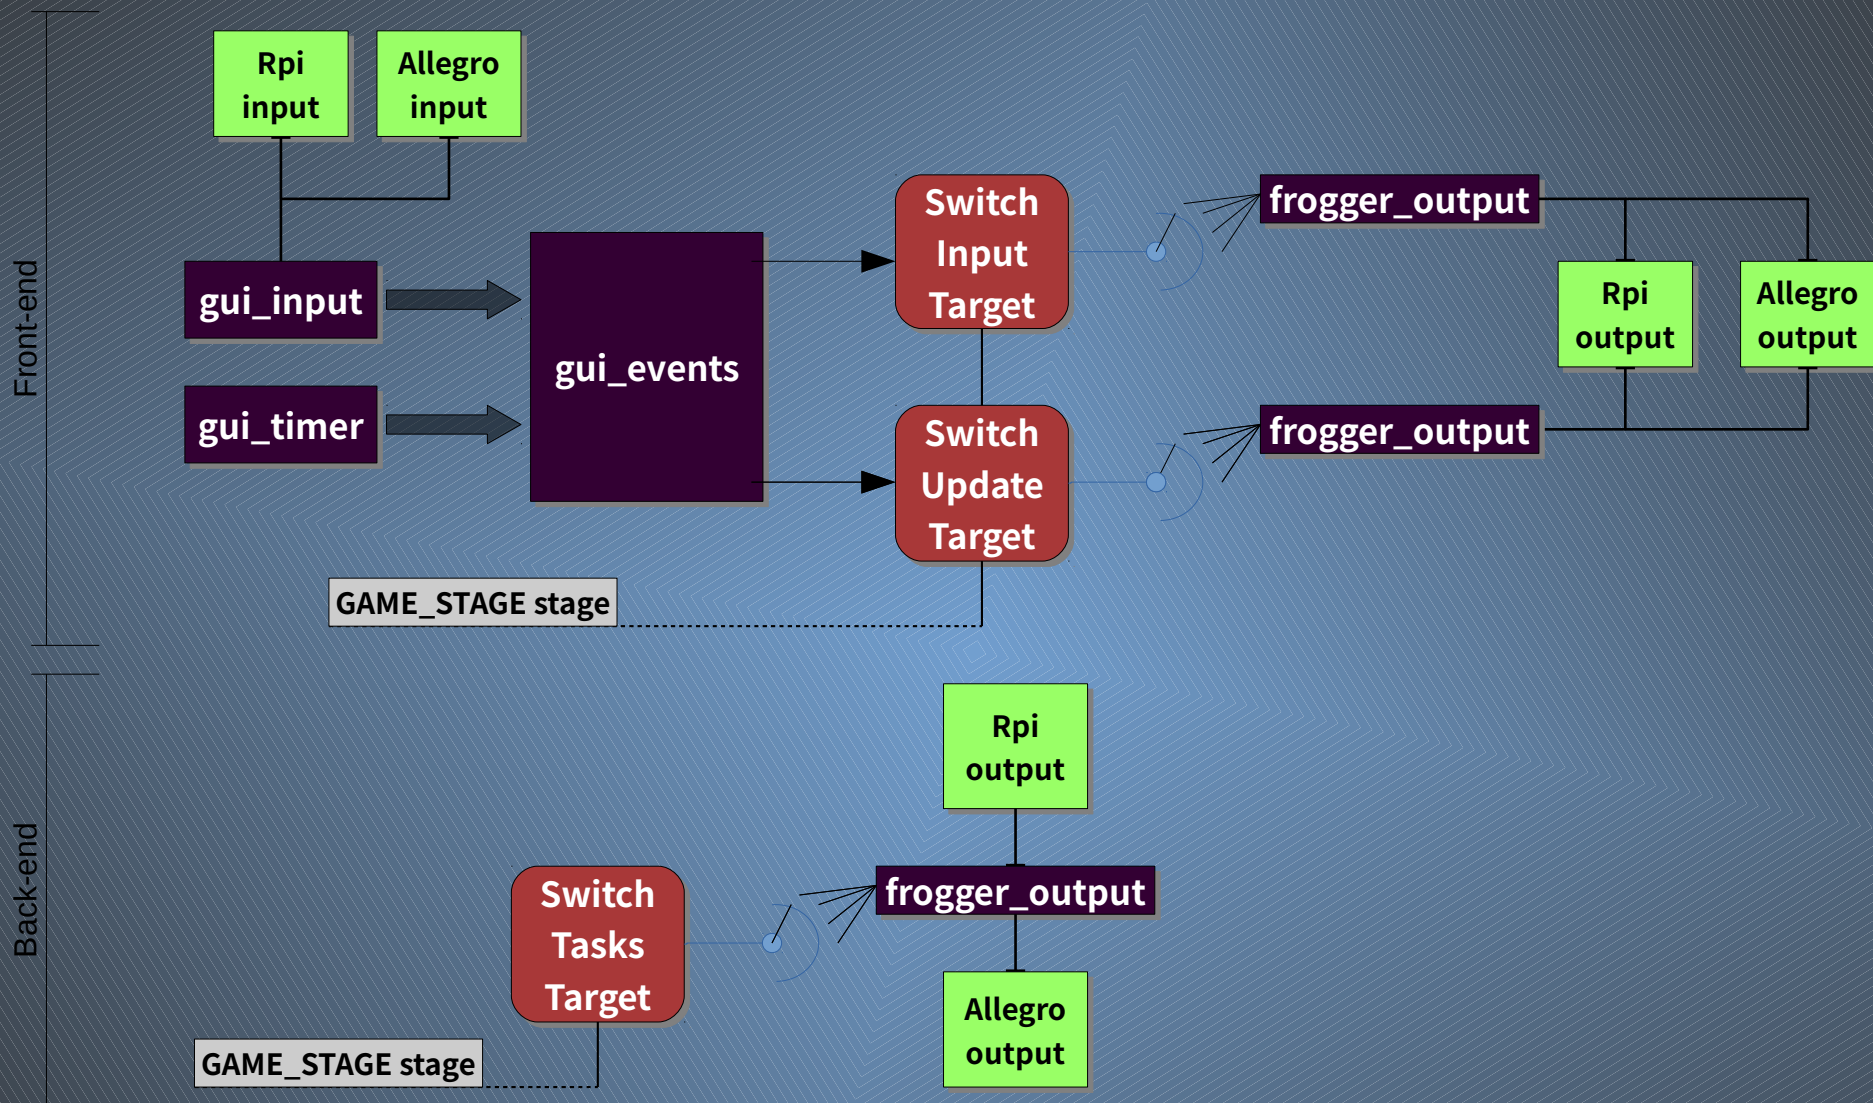 Front-end
Rpi
input
Allegro
input
gui_input
gui_timer
gui_events
Switch
Input
Target
Switch
Update
Target
frogger_output
frogger_output
Rpi
output
Allegro
output
GAME_STAGE stage
Back-end
Rpi
output
Switch
Tasks
Target
frogger_output
Allegro
output
GAME_STAGE stage